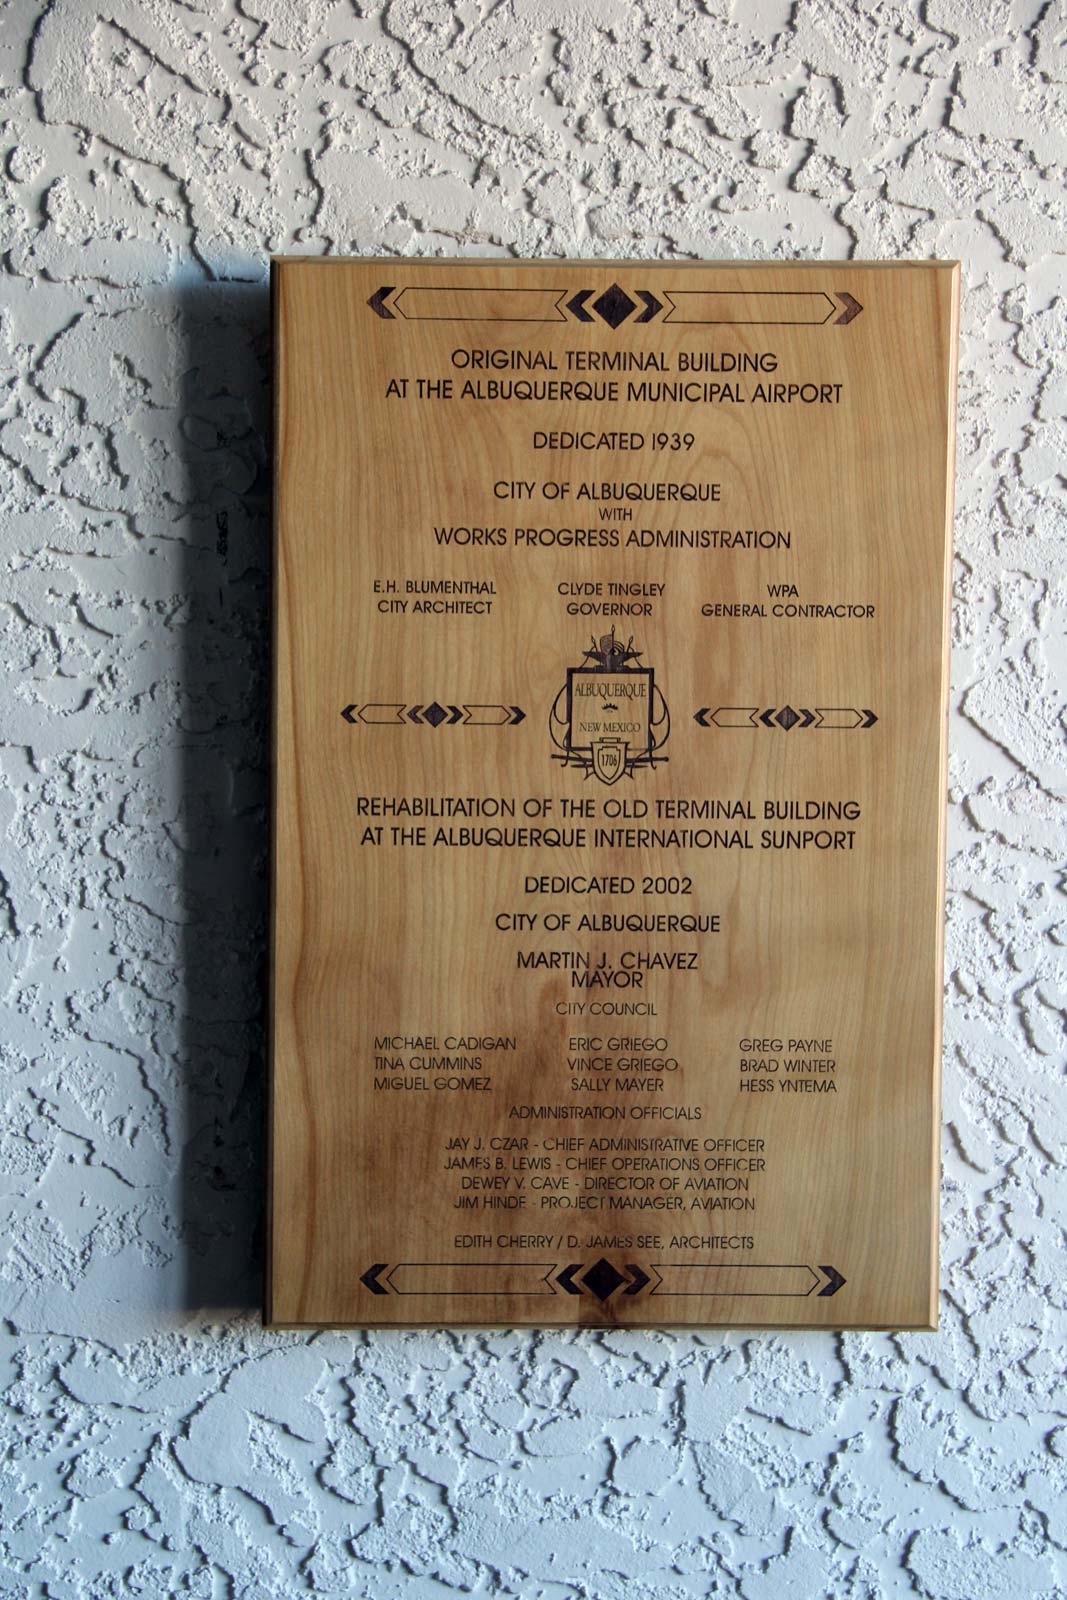 ORIGINAL TERMINAL BUILDING
AT THE ALBUQUERQUE MUNICIPAL AIRPORT
DEDICATED 1939
CITY OF ALBUQUERQUE
WITH
WORKS PROGRESS ADMINISTRATION
E.H. BLUMENTHAL
CITY ARCHITECT
CLYDE TINGLEY
GOVERNOR
WPA
GENERAL CONTRACTOR
ALBUQUERQUE
NEW MEXICO
1706
REHABILITATION OF THE OLD TERMINAL BUILDING
AT THE ALBUQUERQUE INTERNATIONAL SUNPORT
DEDICATED 2002
CITY OF ALBUQUERQUE
MARTIN J. CHAVEZ
MAYOR
CITY COUNCIL
MICHAEL CADIGAN
TINA CUMMINS
MIGUEL GOMEZ
ERIC GRIEGO
VINCE GRIEGO
SALLY MAYER
GREG PAYNE
BRAD WINTER
HESS YNTEMA
ADMINISTRATION OFFICIALS
JAY J. CZAR - CHIEF ADMINISTRATIVE OFFICER
JAMES B. LEWIS - CHIEF OPERATIONS OFFICER
DEWEY V. CAVE - DIRECTOR OF AVIATION
JIM HINDE - PROJECT MANAGER, AVIATION
EDITH CHERRY / D. JAMES SEE, ARCHITECTS